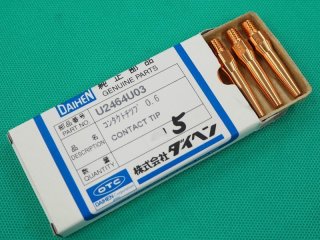 DAIHEN
純正部品
GENUINE PARTS
部品番号 PART NO. U2464U03
品名 DESCRIPTION コンタクトチップ 0.6
CONTACT TIP
数量 QUANTITY 5
OTC
DAIHEN
株式会社ダイヘン